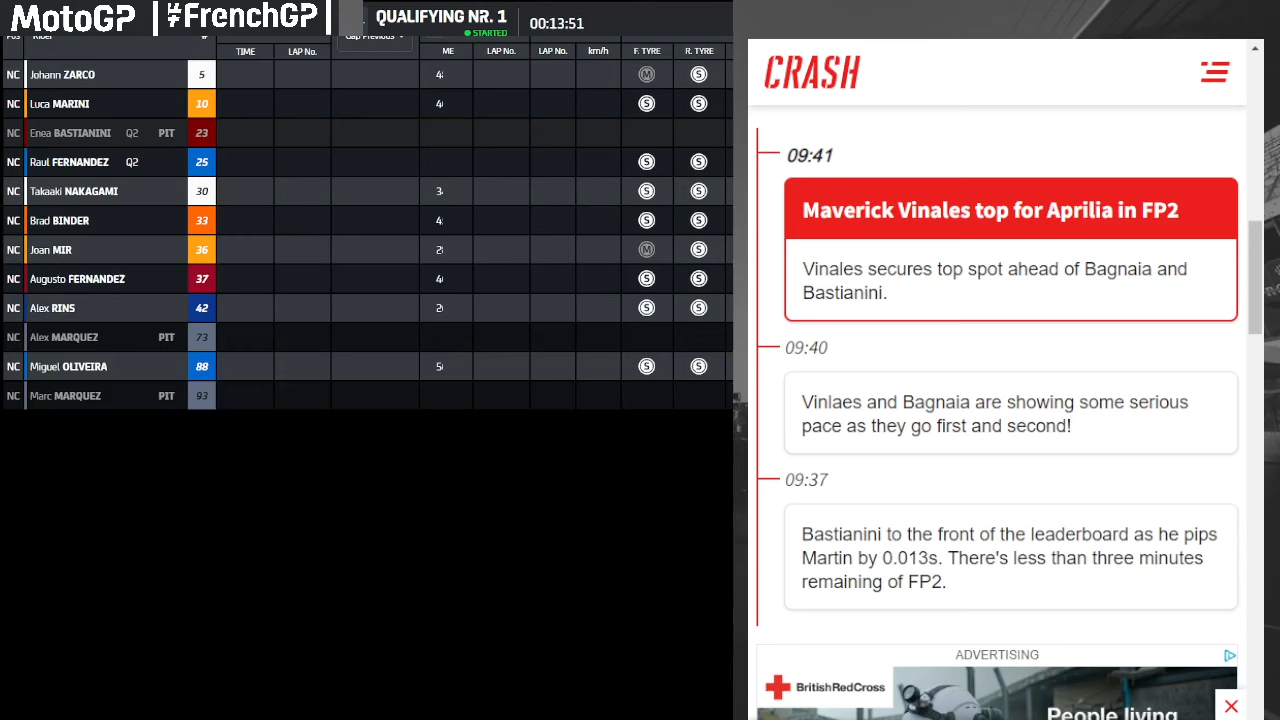 MotoGP | #FrenchGP
QUALIFYING NR. 1
STARTED
00:13:51
TIME LAP No. ME LAP No. LAP No. km/h F. TYRE R. TYRE
NC Johann ZARCO 5 4: M S
NC Luca MARINI 10 S S
NC Enea BASTIANINI Q2 PIT 23
NC Raul FERNANDEZ Q2 25 S S
NC Takaaki NAKAGAMI 30 S S
NC Brad BINDER 33 S S
NC Joan MIR 36 M S
NC Augusto FERNANDEZ 37 S S
NC Alex RINS 42 S S
NC Alex MARQUEZ PIT 73
NC Miguel OLIVEIRA 88 S S
NC Marc MARQUEZ PIT 93
CRASH
09:41
Maverick Vinales top for Aprilia in FP2
Vinales secures top spot ahead of Bagnaia and
Bastianini.
09:40
Vinlaes and Bagnaia are showing some serious
pace as they go first and second!
09:37
Bastianini to the front of the leaderboard as he pips
Martin by 0.013s. There's less than three minutes
remaining of FP2.
ADVERTISING
BritishRedCross
People living